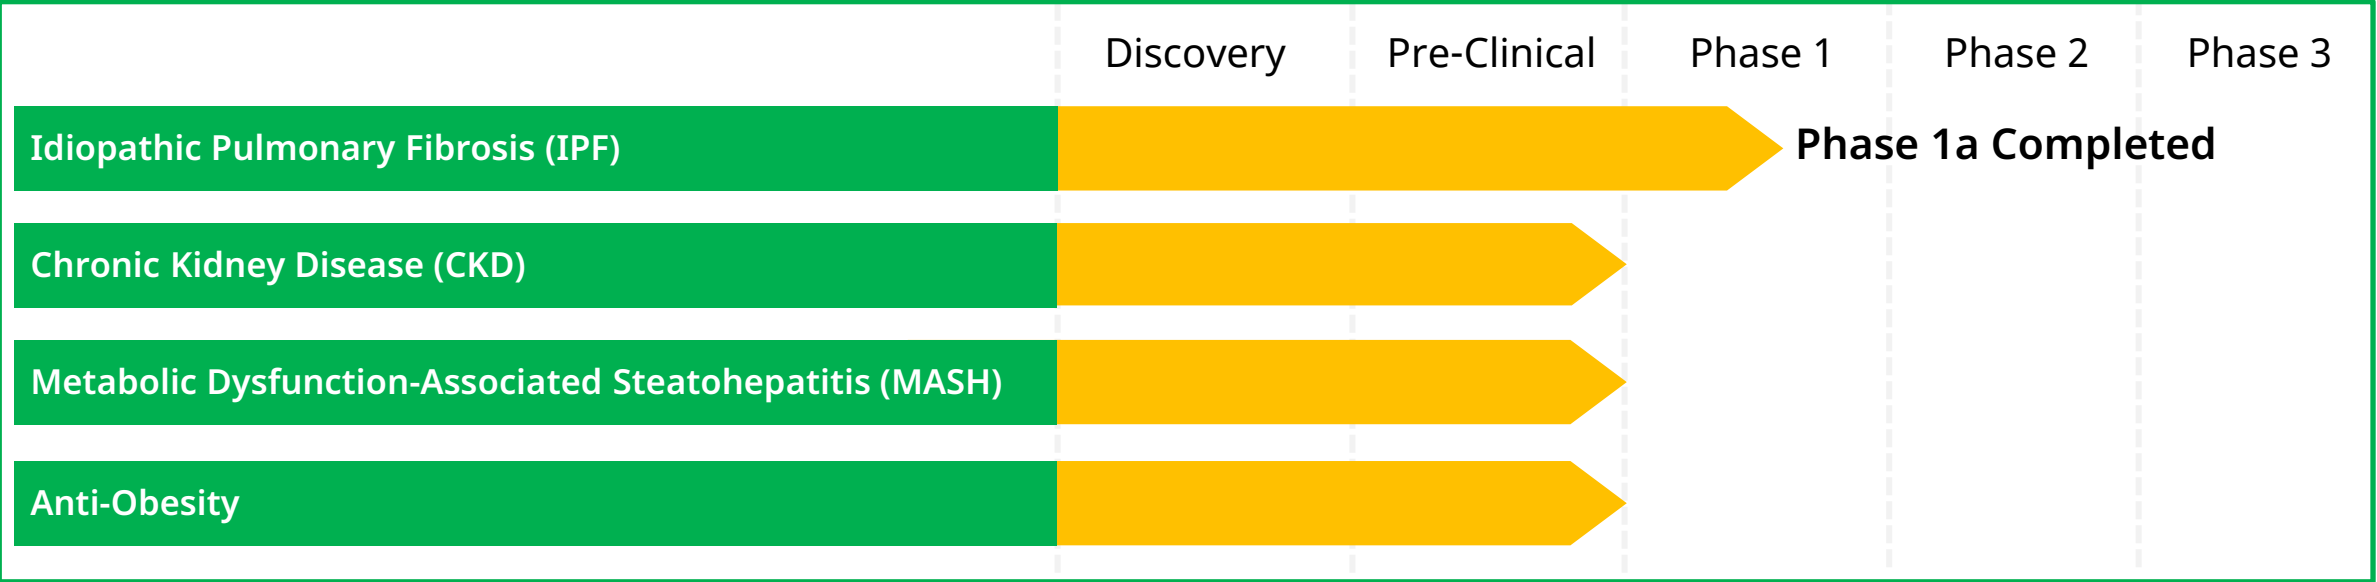 Discovery Pre-Clinical Phase 1 Phase 2 Phase 3
Idiopathic Pulmonary Fibrosis (IPF) Phase 1a Completed
Chronic Kidney Disease (CKD)
Metabolic Dysfunction-Associated Steatohepatitis (MASH)
Anti-Obesity